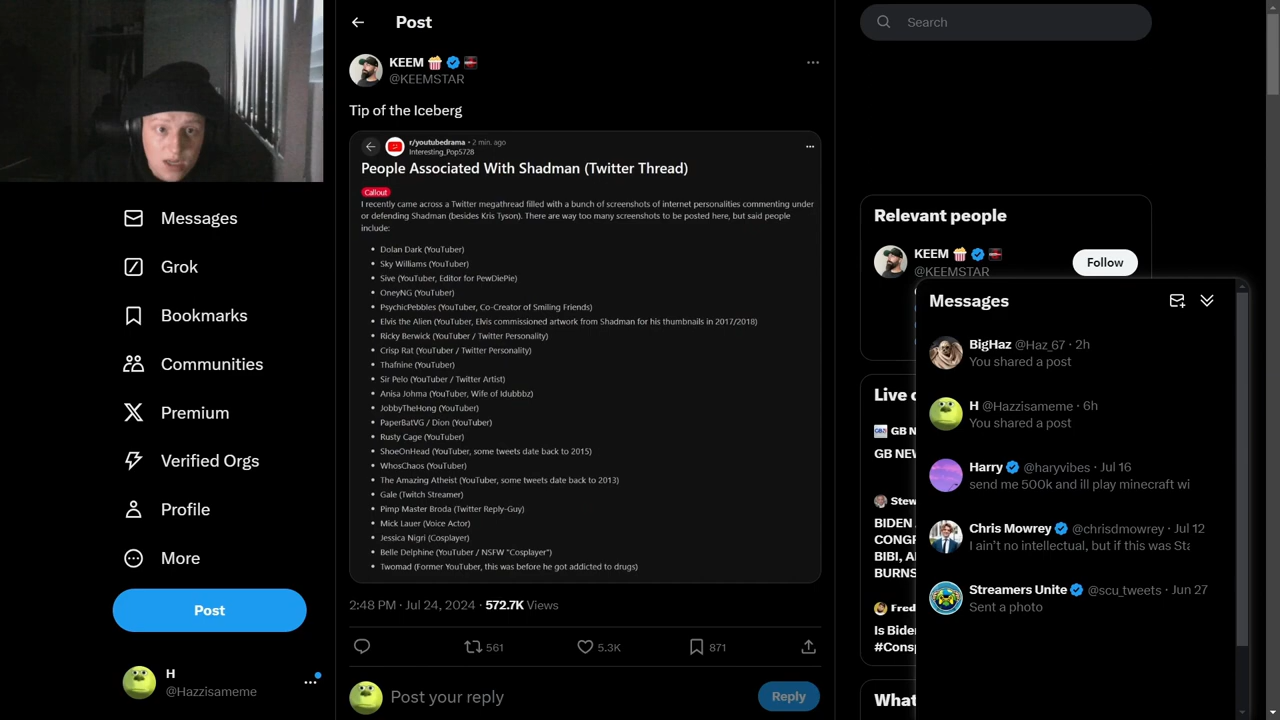 Post
Search
KEEM
@KEEMSTAR
Tip of the Iceberg
r/youtubedrama • 2 min. ago
Interesting_Pop5728
People Associated With Shadman (Twitter Thread)
Callout
I recently came across a Twitter megathread filled with a bunch of screenshots of internet personalities commenting under
or defending Shadman (besides Kris Tyson). There are way too many screenshots to be posted here, but said people
include:
• Dolan Dark (YouTuber)
• Sky Williams (YouTuber)
• Sive (YouTuber, Editor for PewDiePie)
• OneyNG (YouTuber)
• PsychicPebbles (YouTuber, Co-Creator of Smiling Friends)
• Elvis the Alien (YouTuber, Elvis commissioned artwork from Shadman for his thumbnails in 2017/2018)
• Ricky Berwick (YouTuber / Twitter Personality)
• Crisp Rat (YouTuber / Twitter Personality)
• Thafnine (YouTuber)
• Sir Pelo (YouTuber / Twitter Artist)
• Anisa Johma (YouTuber, Wife of Idubbbz)
• JobbyTheHong (YouTuber)
• PaperBatVG / Dion (YouTuber)
• Rusty Cage (YouTuber)
• ShoeOnHead (YouTuber, some tweets date back to 2015)
• WhosChaos (YouTuber)
• The Amazing Atheist (YouTuber, some tweets date back to 2013)
• Gale (Twitch Streamer)
• Pimp Master Broda (Twitter Reply-Guy)
• Mick Lauer (Voice Actor)
• Jessica Nigri (Cosplayer)
• Belle Delphine (YouTuber / NSFW "Cosplayer")
• Twomad (Former YouTuber, this was before he got addicted to drugs)
2:48 PM · Jul 24, 2024 · 572.7K Views
561
5.3K
871
Post your reply
Reply
Messages
Grok
Bookmarks
Communities
Premium
Verified Orgs
Profile
More
Post
H
@Hazzisameme
Relevant people
KEEM
@KEEMSTAR
Follow
Live
GB N
GB NEW
Stew
BIDEN
CONG
BIBI, A
BURNS
Fred
Is Bide
#Consp
What
Messages
BigHaz @Haz_67 · 2h
You shared a post
H @Hazzisameme · 6h
You shared a post
Harry @haryvibes · Jul 16
send me 500k and ill play minecraft wi
Chris Mowrey @chrisdmowrey · Jul 12
I ain't no intellectual, but if this was Sta
Streamers Unite @scu_tweets · Jun 27
Sent a photo